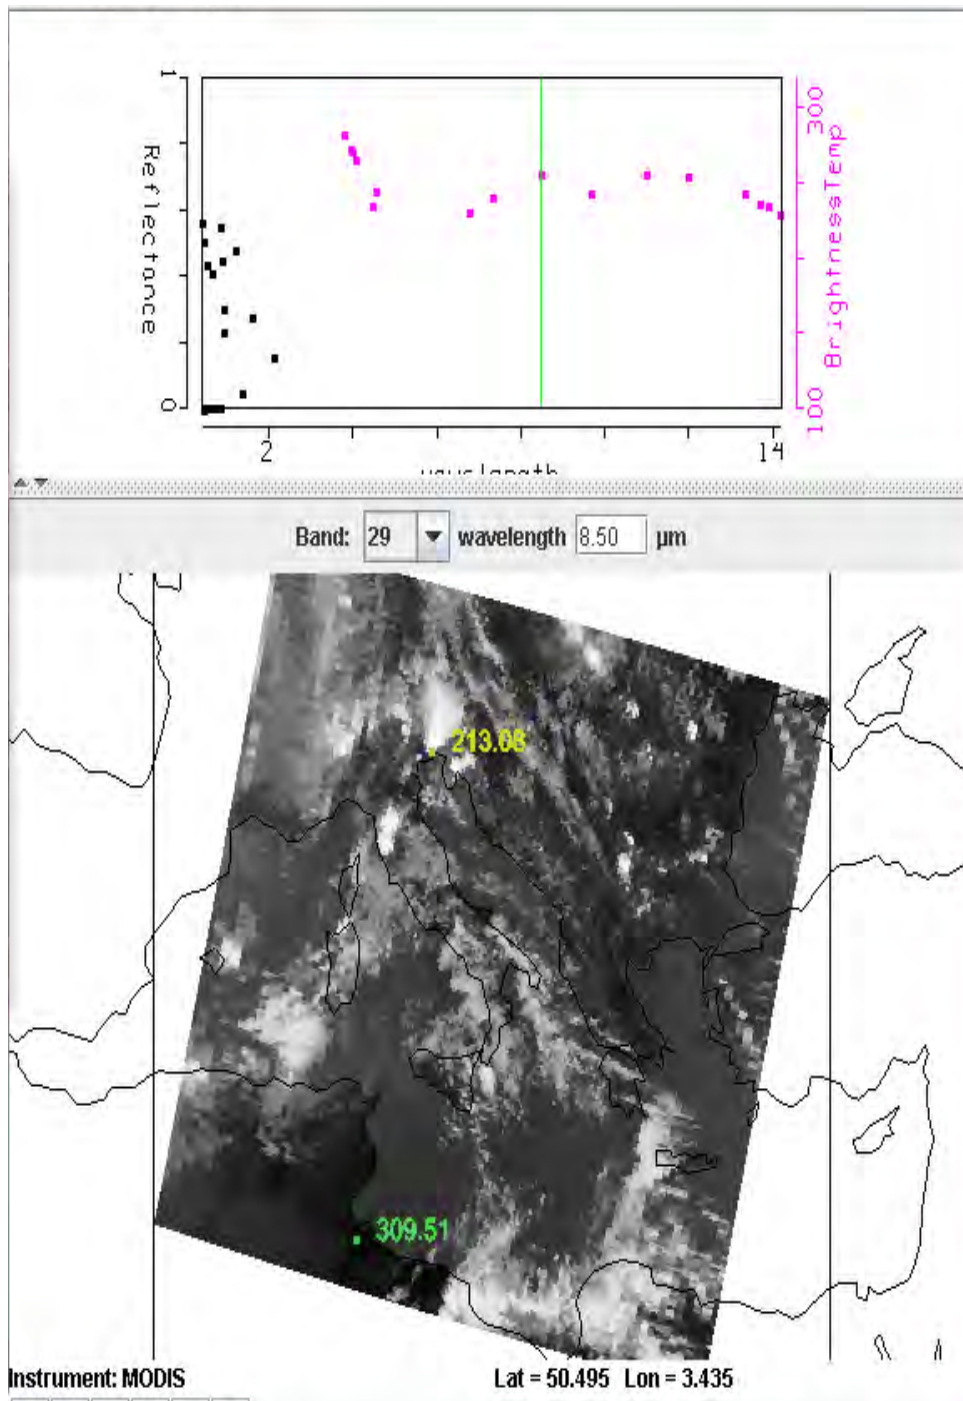 1
Reflectance
0
300
BrightnessTemp
100
2
14
wavelength
Band: 29 wavelength 8.50 µm
213.08
309.51
Instrument: MODIS Lat = 50.495 Lon = 3.435